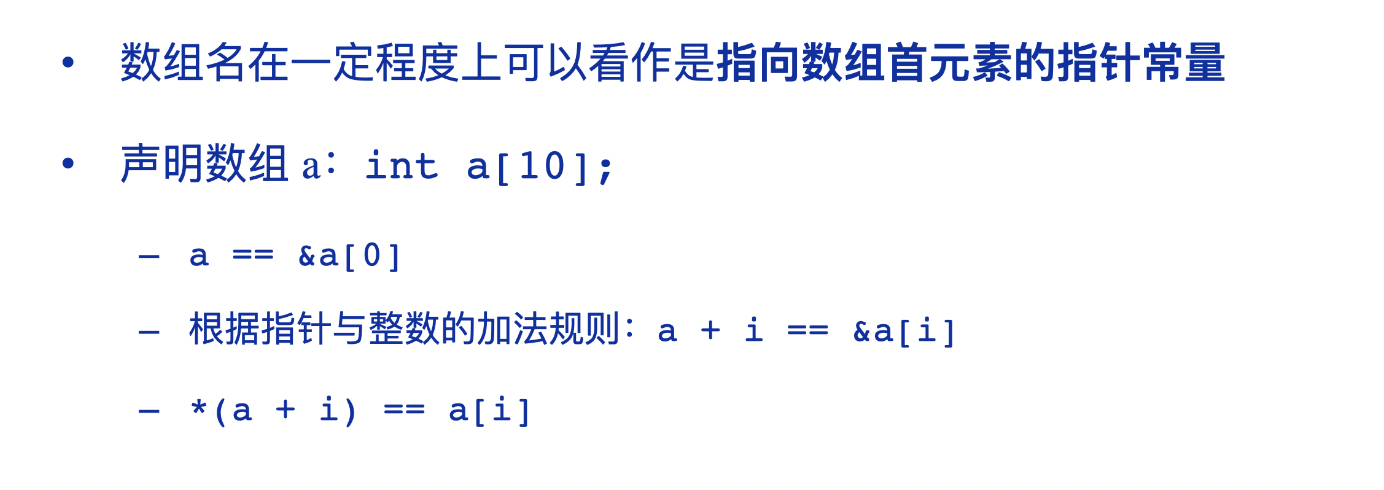 • 数组名在一定程度上可以看作是指向数组首元素的指针常量
• 声明数组 a：int a[10];
– a == &a[0]
– 根据指针与整数的加法规则：a + i == &a[i]
– *(a + i) == a[i]